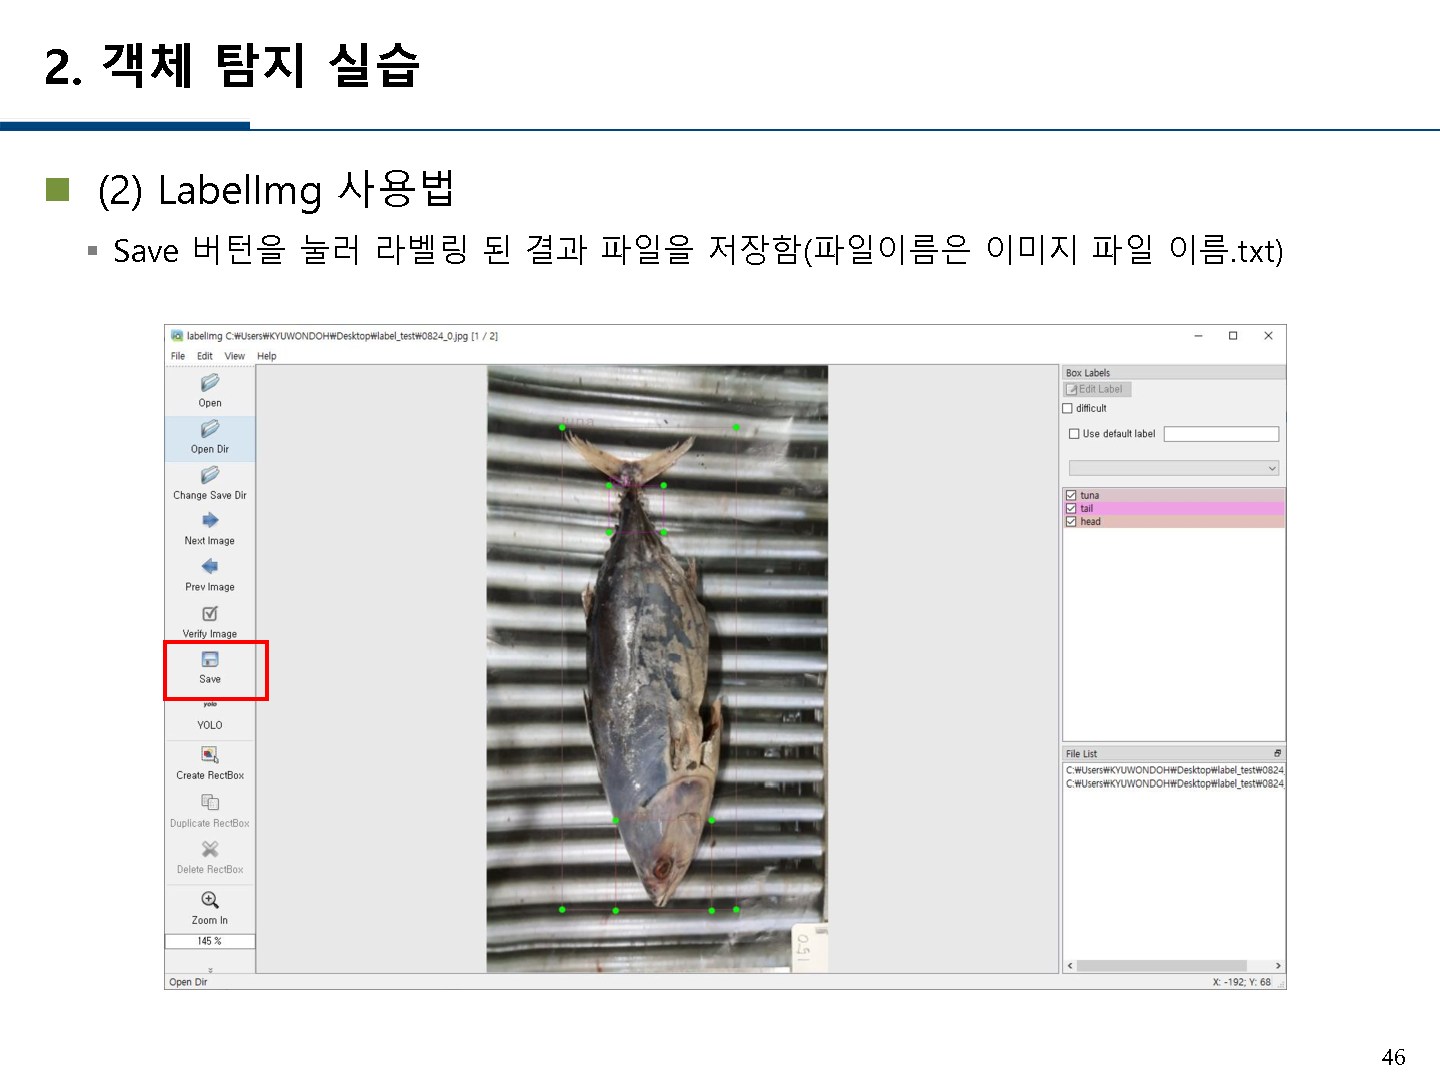 2. 객체 탐지 실습
(2) LabelImg 사용법
Save 버턴을 눌러 라벨링 된 결과 파일을 저장함(파일이름은 이미지 파일 이름.txt)
labelImg C:₩Users₩KYUWONDOH₩Desktop₩label_test₩0824_0.jpg [1 / 2]
File Edit View Help
Open
Open Dir
Change Save Dir
Next Image
Prev Image
Verify Image
Save
yolo
YOLO
Create RectBox
Duplicate RectBox
Delete RectBox
Zoom In
145 %
tuna
0.51
Box Labels
Edit Label
difficult
Use default label
tuna
tail
head
File List
C:₩Users₩KYUWONDOH₩Desktop₩label_test₩0824_
C:₩Users₩KYUWONDOH₩Desktop₩label_test₩0824_
Open Dir
X: -192; Y: 68
46